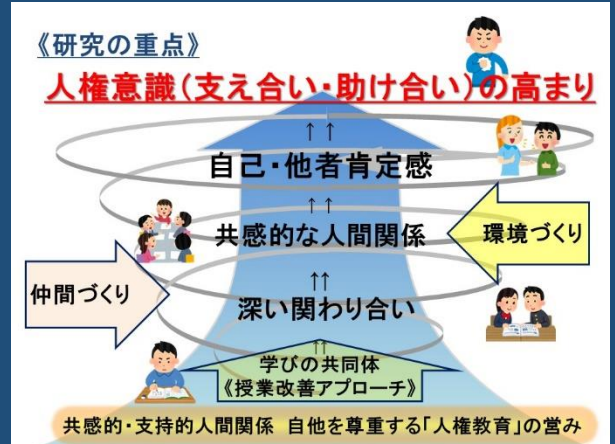 《研究の重点》
人権意識(支え合い・助け合い)の高まり
↑↑
自己・他者肯定感
↑↑
共感的な人間関係
環境づくり
仲間づくり
↑↑
深い関わり合い
↑↑
学びの共同体
《授業改善アプローチ》
共感的・支持的人間関係 自他を尊重する「人権教育」の営み